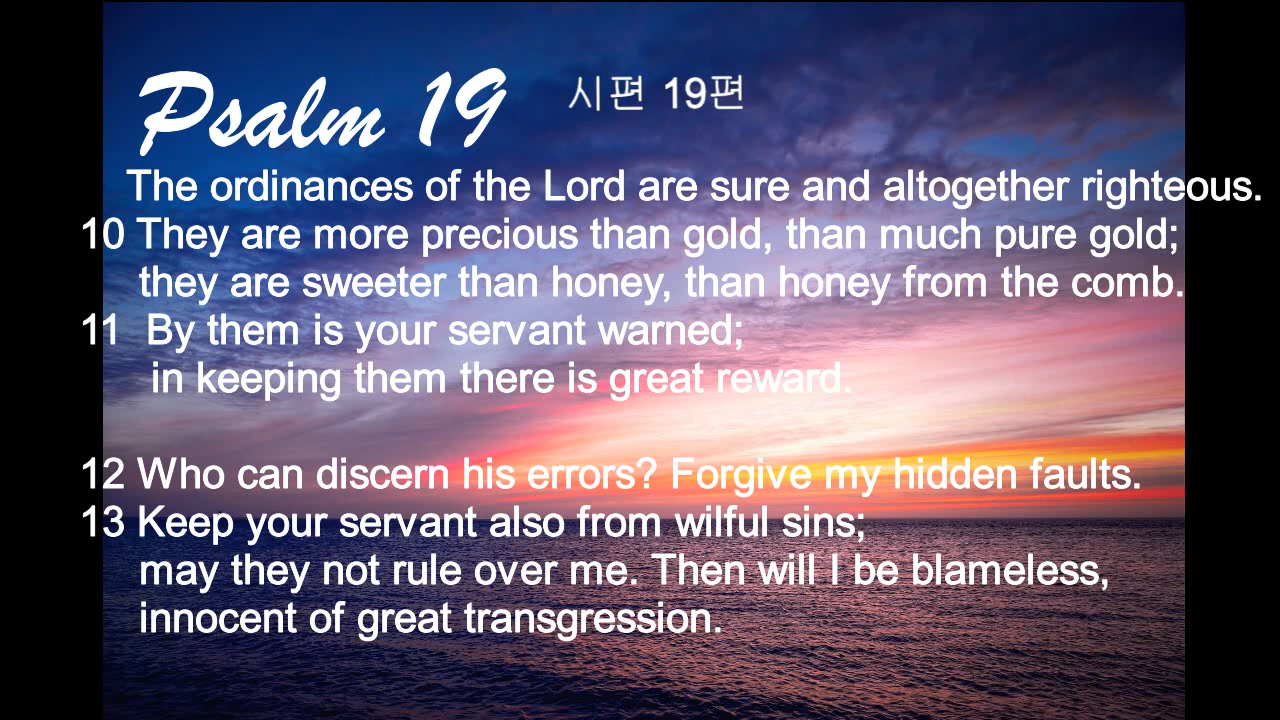 Psalm 19 시편 19편
The ordinances of the Lord are sure and altogether righteous.
10 They are more precious than gold, than much pure gold;
they are sweeter than honey, than honey from the comb.
11 By them is your servant warned;
in keeping them there is great reward.
12 Who can discern his errors? Forgive my hidden faults.
13 Keep your servant also from wilful sins;
may they not rule over me. Then will I be blameless,
innocent of great transgression.